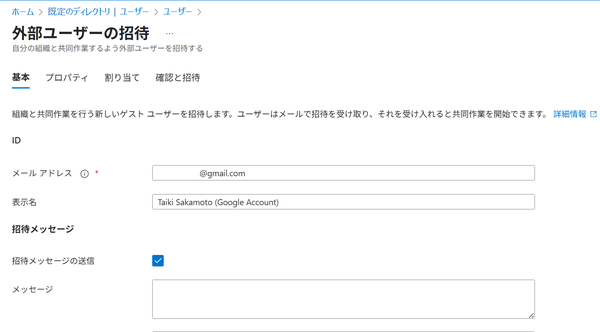 ホーム > 既定のディレクトリ | ユーザー > ユーザー >
外部ユーザーの招待 …
自分の組織と共同作業するよう外部ユーザーを招待する
基本 プロパティ 割り当て 確認と招待
組織と共同作業を行う新しいゲスト ユーザーを招待します。ユーザーはメールで招待を受け取り、それを受け入れると共同作業を開始できます。 詳細情報
ID
メール アドレス * @gmail.com
表示名 Taiki Sakamoto (Google Account)
招待メッセージ
招待メッセージの送信
メッセージ